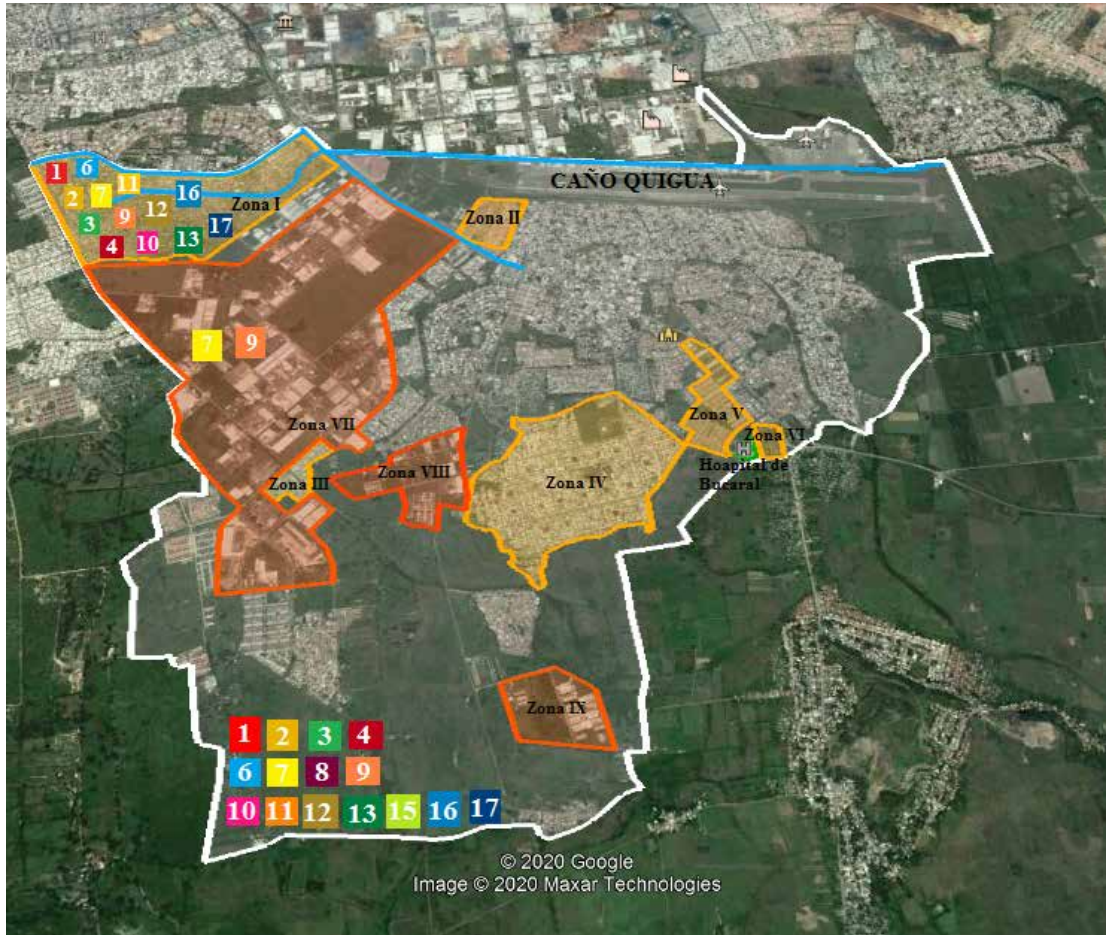 CAÑO QUIGUA
1 6
2 7 11 16
3 9 12 Zona I
4 10 13 17
Zona II
7 9
Zona VII
Zona V
Zona VI
Zona III
Zona VIII
Zona IV
Hoapital de
Bucaral
Zona IX
1 2 3 4
6 7 8 9
10 11 12 13 15 16 17
© 2020 Google
Image © 2020 Maxar Technologies